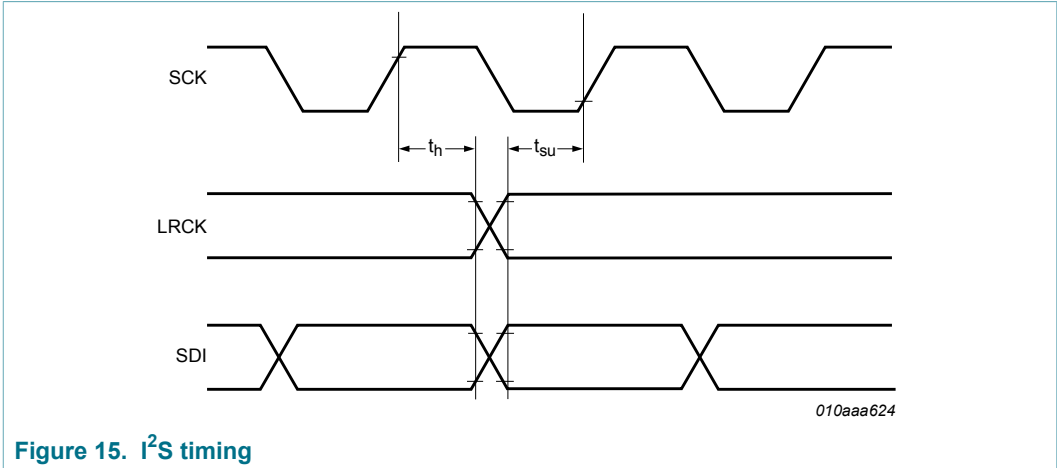 SCK
th
tsu
LRCK
SDI
010aaa624
Figure 15. I²S timing